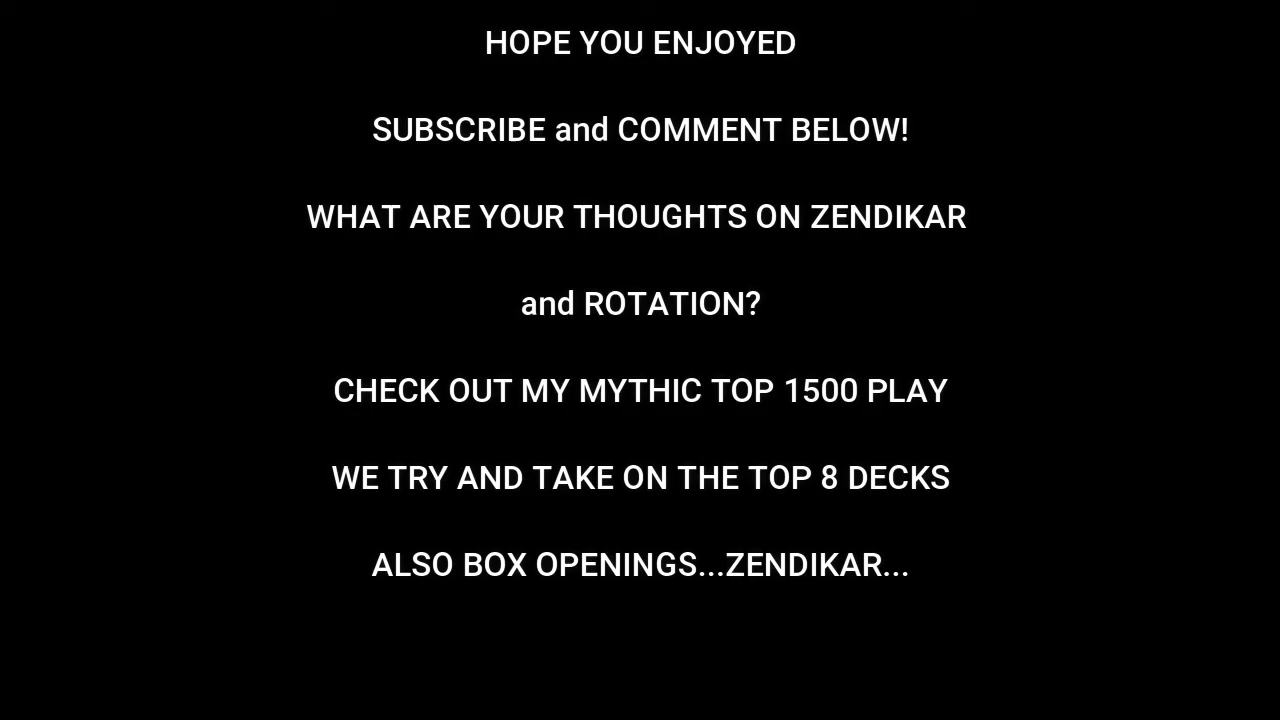 HOPE YOU ENJOYED
SUBSCRIBE and COMMENT BELOW!
WHAT ARE YOUR THOUGHTS ON ZENDIKAR
and ROTATION?
CHECK OUT MY MYTHIC TOP 1500 PLAY
WE TRY AND TAKE ON THE TOP 8 DECKS
ALSO BOX OPENINGS...ZENDIKAR...